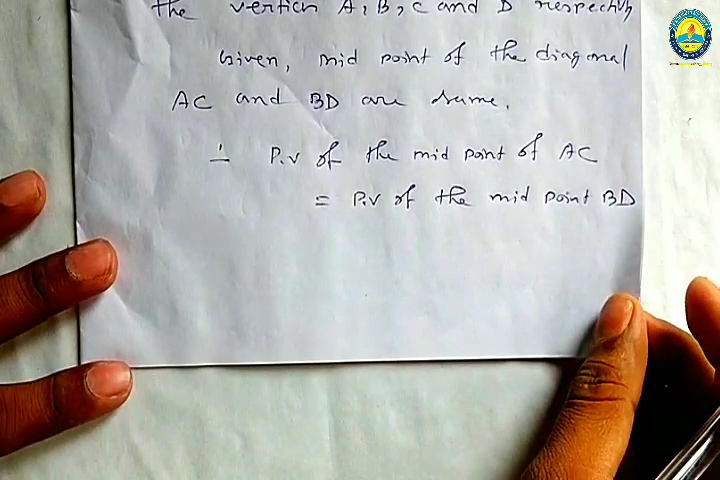 the vertices A, B, C and D respectively
Given, mid point of the diagonal
AC and BD are same.
∴ P.V of the mid point of AC
= P.V of the mid point BD